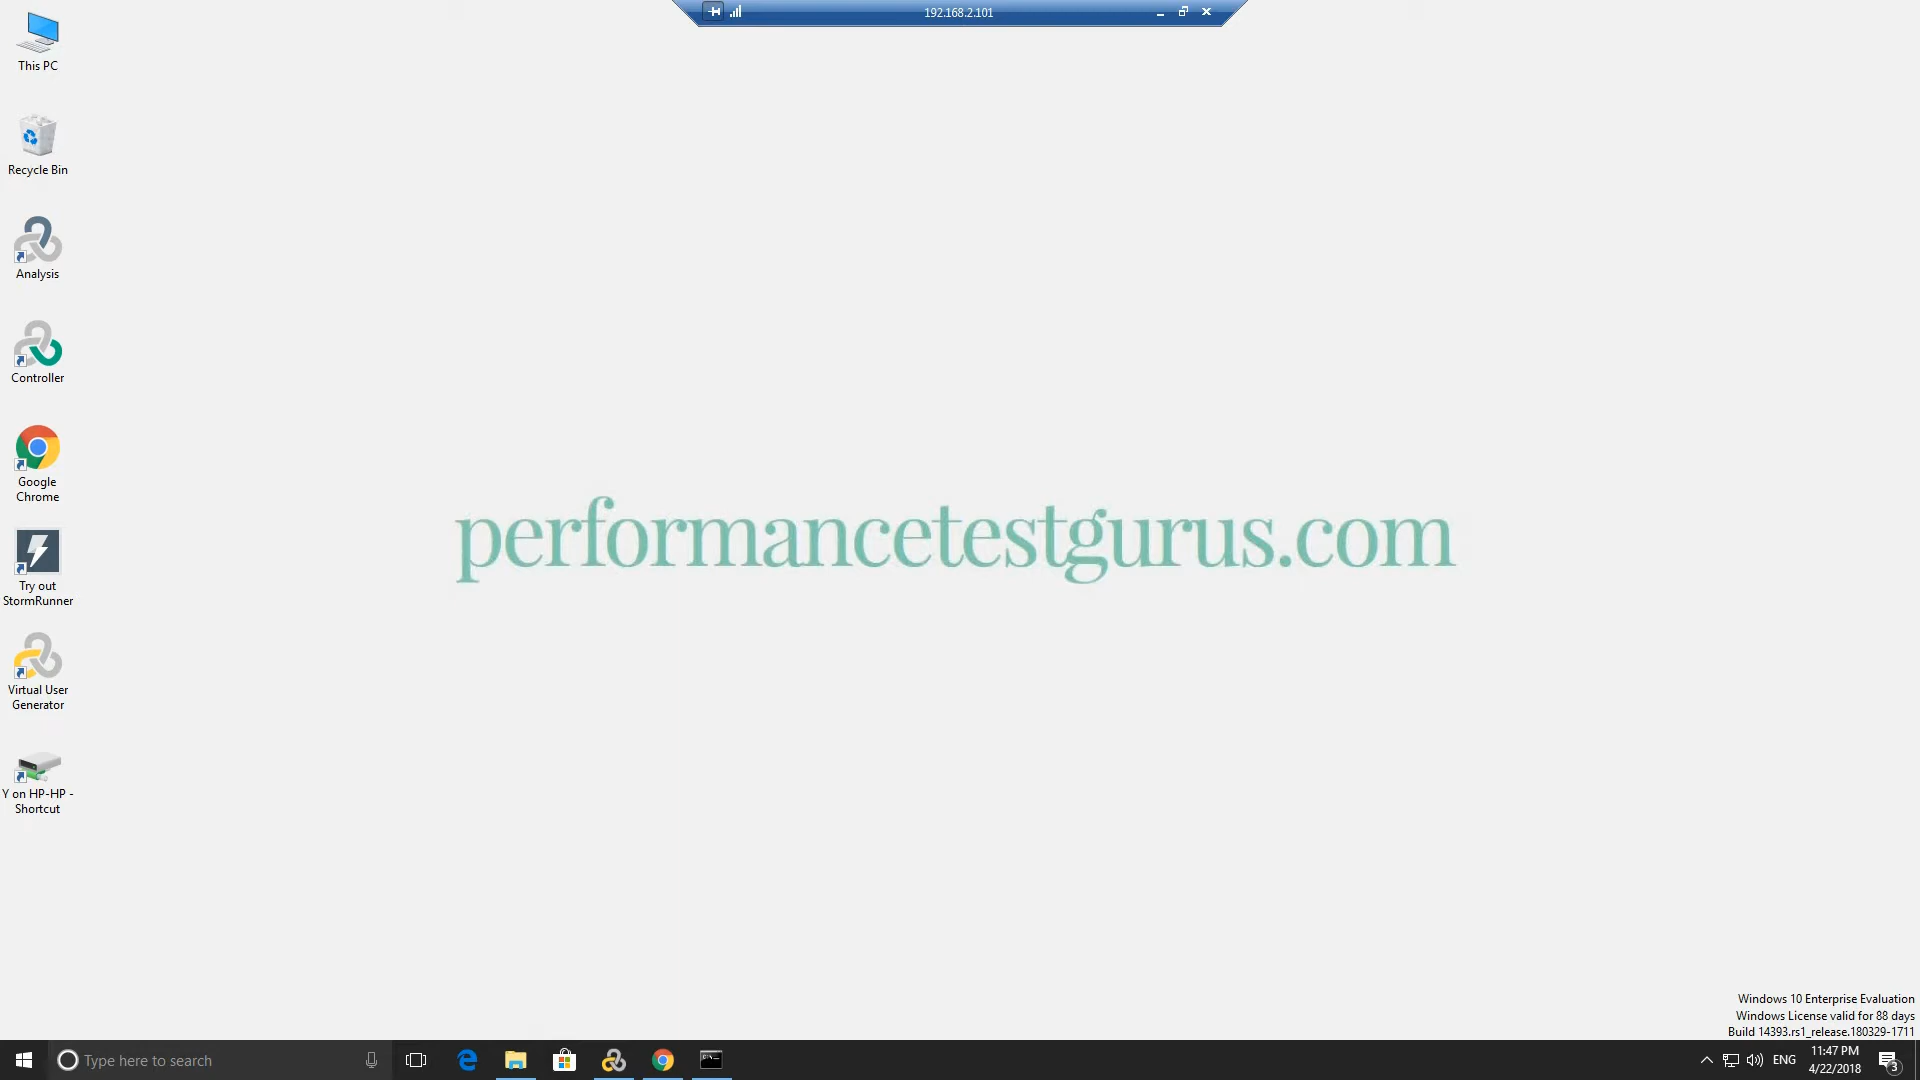 192.168.2.101
This PC
Recycle Bin
Analysis
Controller
Google
Chrome
Try out
StormRunner
Virtual User
Generator
Y on HP-HP -
Shortcut
performancetestgurus.com
Windows 10 Enterprise Evaluation
Windows License valid for 88 days
Build 14393.rs1_release.180329-1711
Type here to search
ENG
11:47 PM
4/22/2018
3